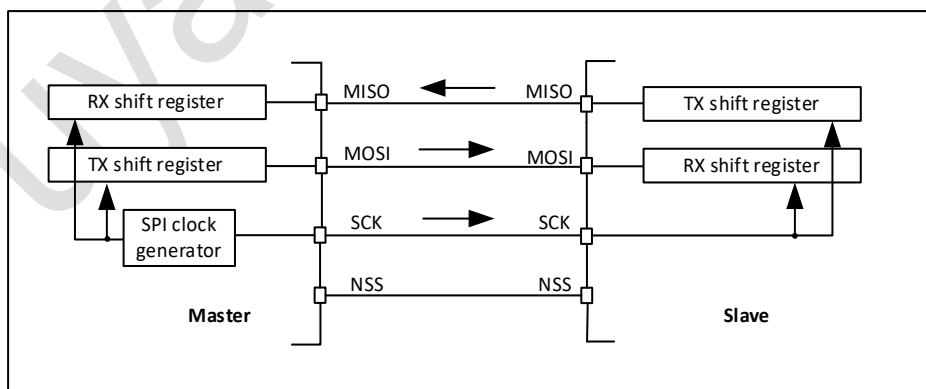 MISO MISO
RX shift register TX shift register
MOSI MOSI
TX shift register RX shift register
SPI clock
generator
SCK SCK
NSS NSS
Master Slave